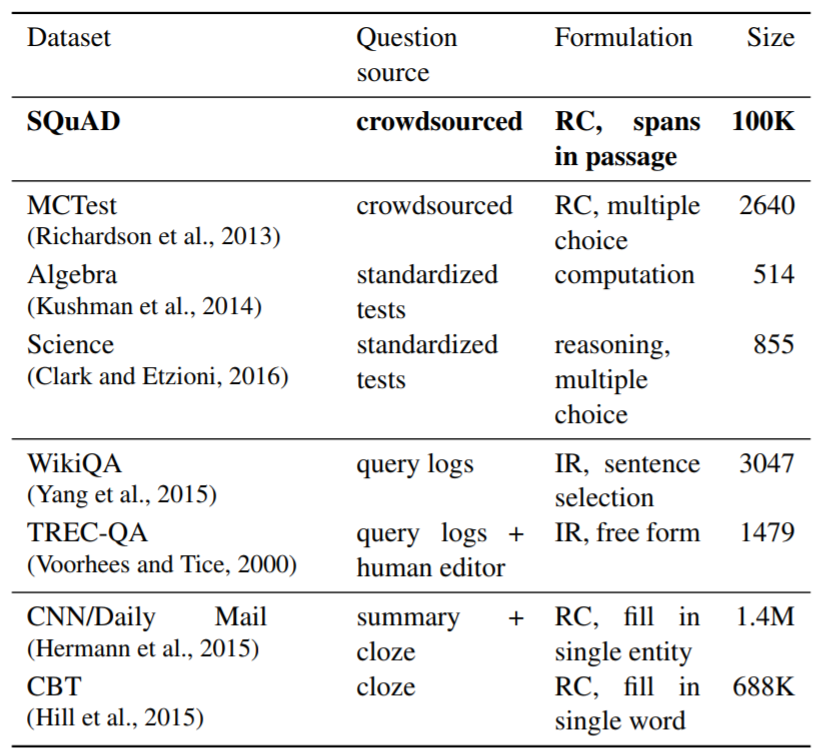 Dataset Question Formulation Size
source
SQuAD crowdsourced RC, spans 100K
in passage
MCTest crowdsourced RC, multiple 2640
(Richardson et al., 2013) choice
Algebra standardized computation 514
(Kushman et al., 2014) tests
Science standardized reasoning, 855
(Clark and Etzioni, 2016) tests multiple
choice
WikiQA query logs IR, sentence 3047
(Yang et al., 2015) selection
TREC-QA query logs + IR, free form 1479
(Voorhees and Tice, 2000) human editor
CNN/Daily Mail summary + RC, fill in 1.4M
(Hermann et al., 2015) cloze single entity
CBT cloze RC, fill in 688K
(Hill et al., 2015) single word